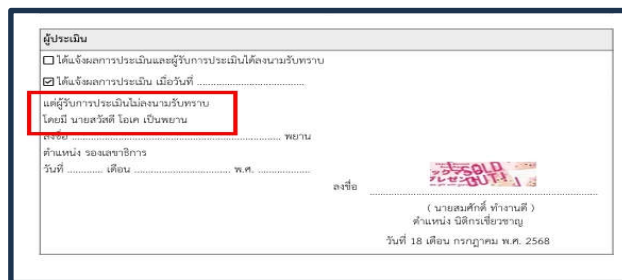 ผู้ประเมิน
☐ ได้แจ้งผลการประเมินและผู้รับการประเมินได้ลงนามรับทราบ
☑ ได้แจ้งผลการประเมิน เมื่อวันที่ ......................................
แต่ผู้รับการประเมินไม่ลงนามรับทราบ
โดยมี นายสวัสดี โอเค เป็นพยาน
ลงชื่อ .......................................................................... พยาน
ตำแหน่ง รองเลขาธิการ
วันที่ ............. เดือน .................................. พ.ศ. ...................
SOLD
OUT!
ลงชื่อ ......................................................................
( นายสมศักดิ์ ทำงานดี )
ตำแหน่ง นิติกรเชี่ยวชาญ
วันที่ 18 เดือน กรกฎาคม พ.ศ. 2568